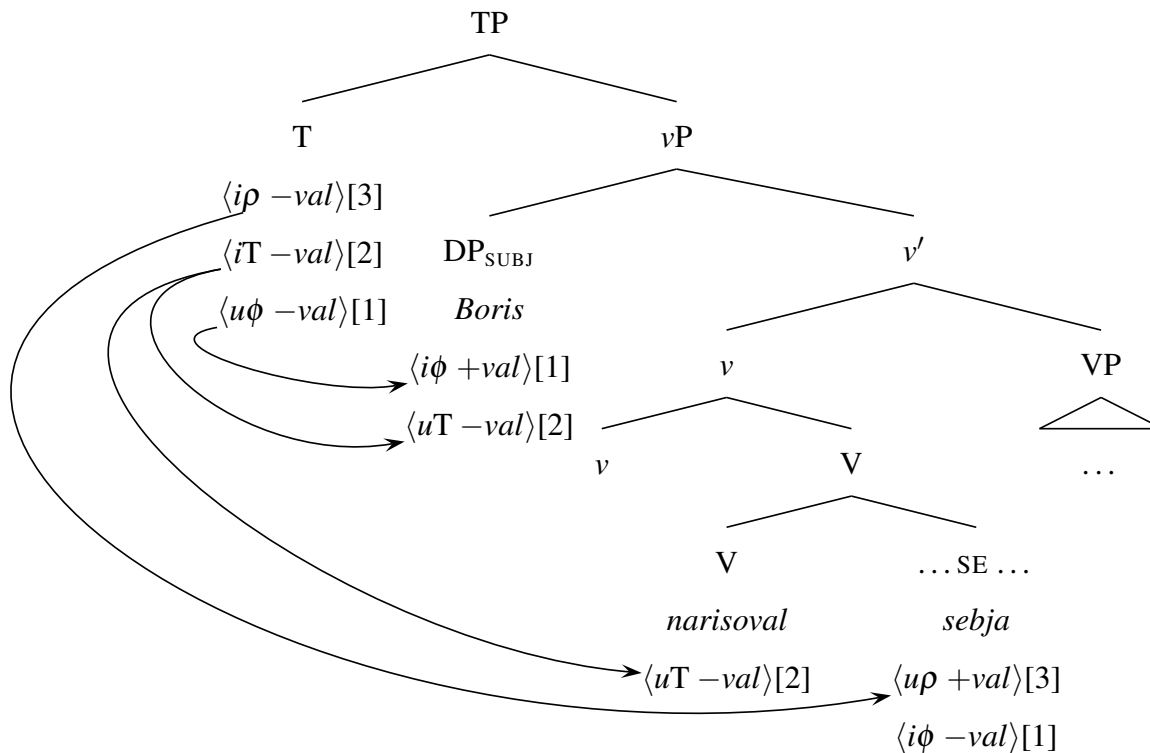 TP
T vP
⟨iρ −val⟩[3]
⟨iT −val⟩[2] DP_SUBJ v′
⟨uϕ −val⟩[1] Boris
⟨iϕ +val⟩[1] v VP
⟨uT −val⟩[2]
v V …
V … SE …
narisoval sebja
⟨uT −val⟩[2] ⟨uρ +val⟩[3]
⟨iϕ −val⟩[1]